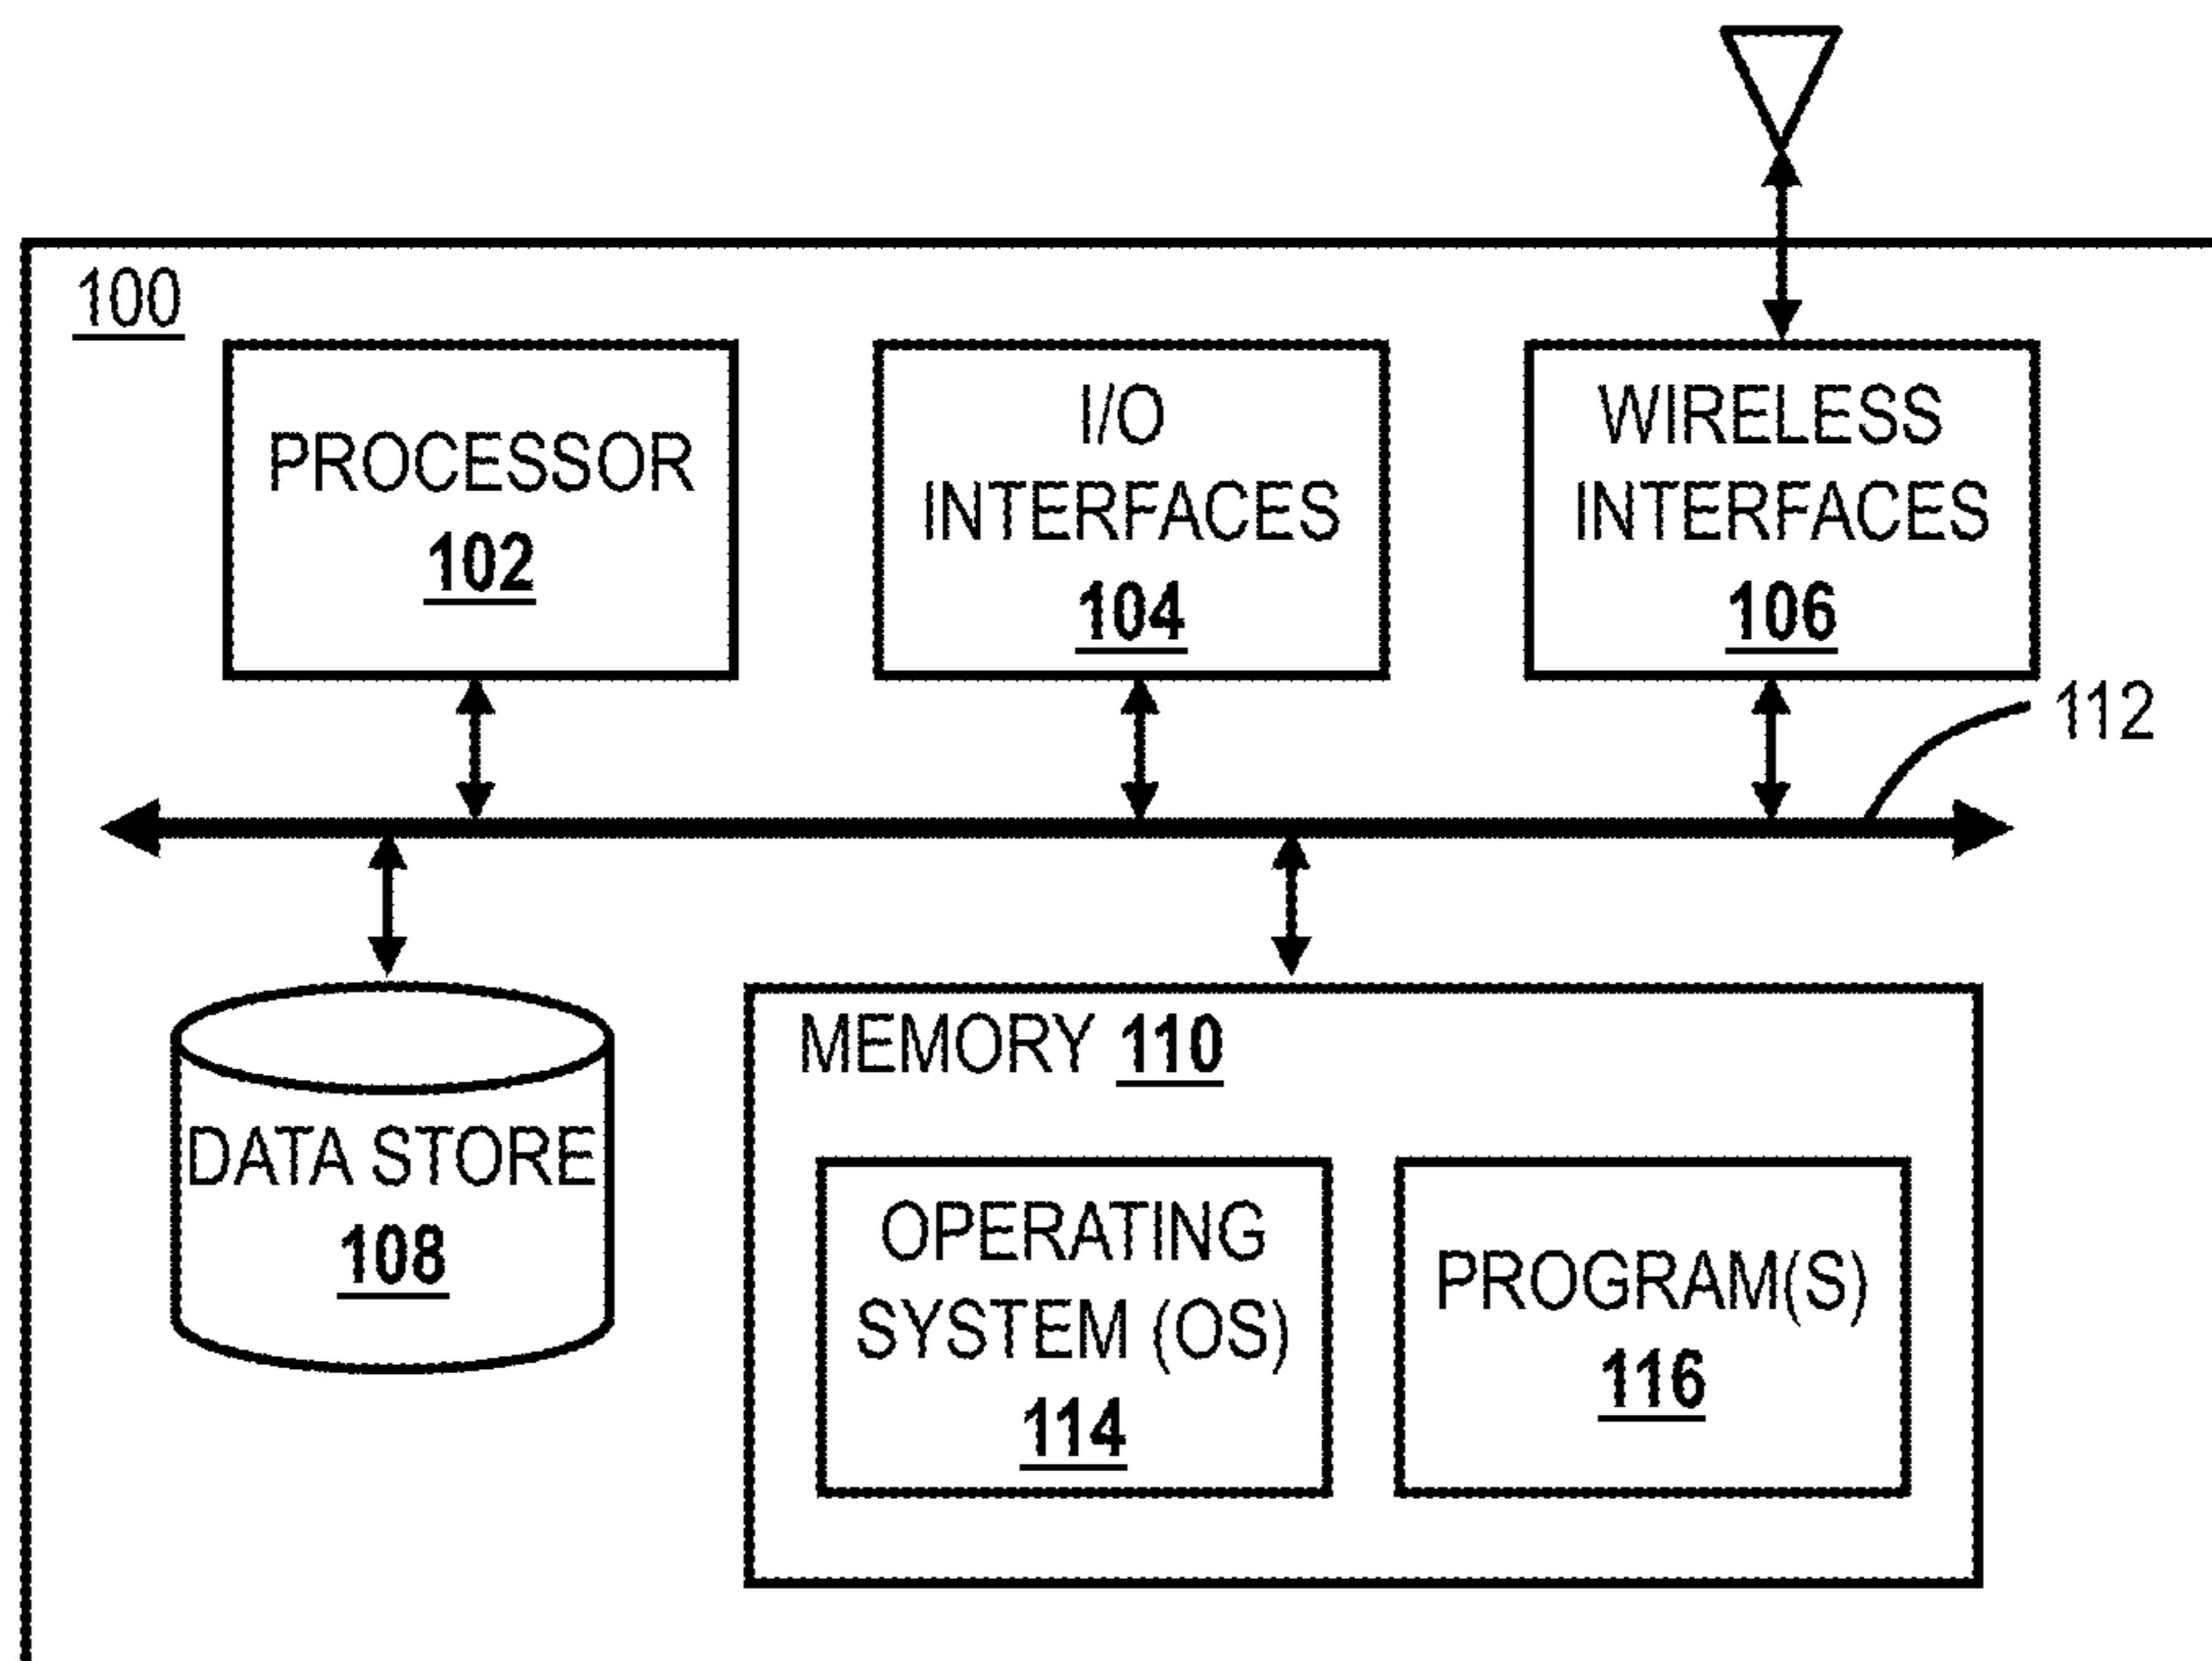 100
PROCESSOR
102
I/O
INTERFACES
104
WIRELESS
INTERFACES
106
112
DATA STORE
108
MEMORY 110
OPERATING
SYSTEM (OS)
114
PROGRAM(S)
116